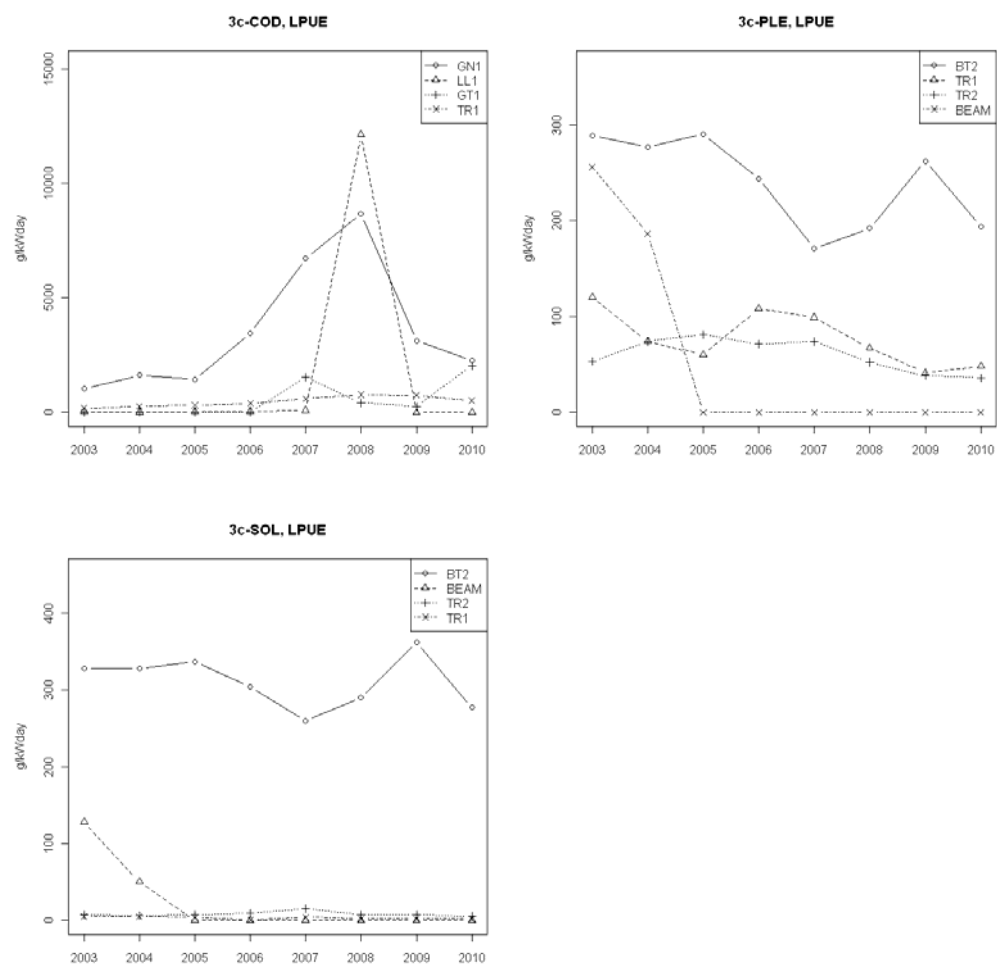 3c-COD, LPUE
GN1
LL1
GT1
TR1
g/kWday
15000
10000
5000
0
2003 2004 2005 2006 2007 2008 2009 2010
3c-PLE, LPUE
BT2
TR1
TR2
BEAM
g/kWday
300
200
100
0
2003 2004 2005 2006 2007 2008 2009 2010
3c-SOL, LPUE
BT2
BEAM
TR2
TR1
g/kWday
400
300
200
100
0
2003 2004 2005 2006 2007 2008 2009 2010